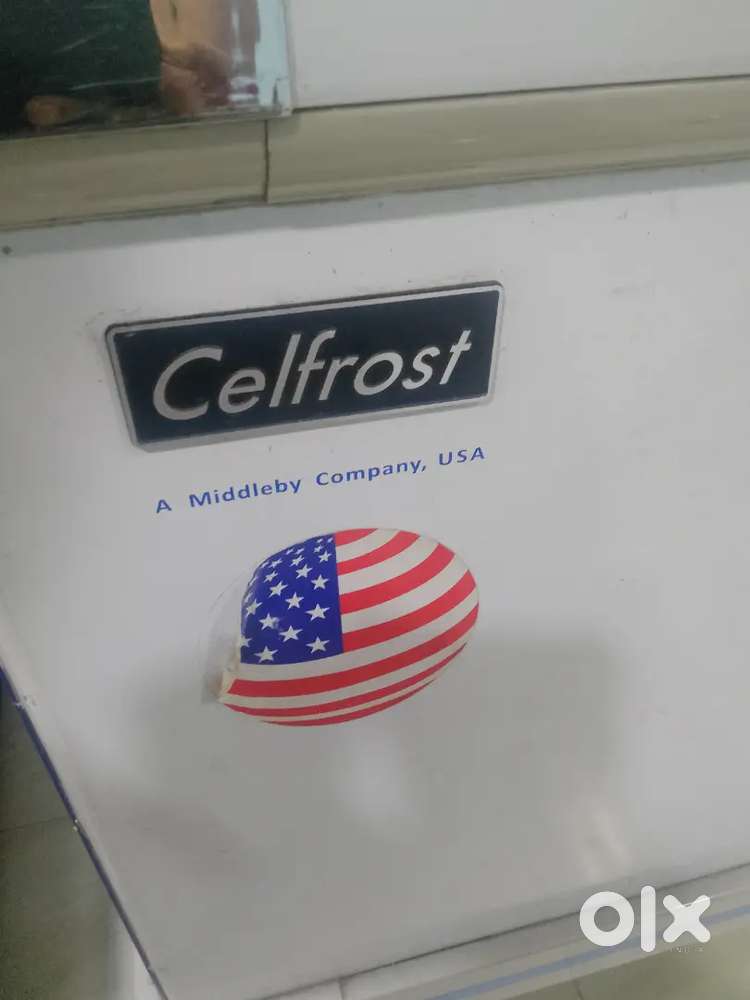 Celfrost
A Middleby Company, USA
olx